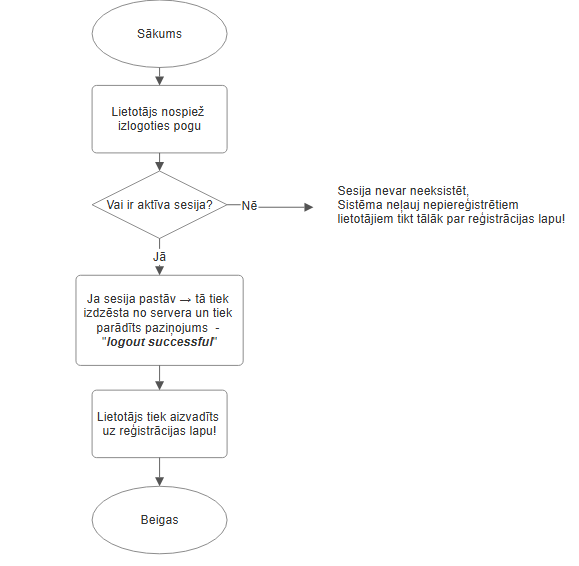 Sākums
Lietotājs nospiež
izlogoties pogu
Vai ir aktīva sesija?
Nē
Sesija nevar neeksistēt,
Sistēma neļauj nepiereģistrētiem
lietotājiem tikt tālāk par reģistrācijas lapu!
Jā
Ja sesija pastāv → tā tiek
izdzēsta no servera un tiek
parādīts paziņojums -
"logout successful"
Lietotājs tiek aizvadīts
uz reģistrācijas lapu!
Beigas